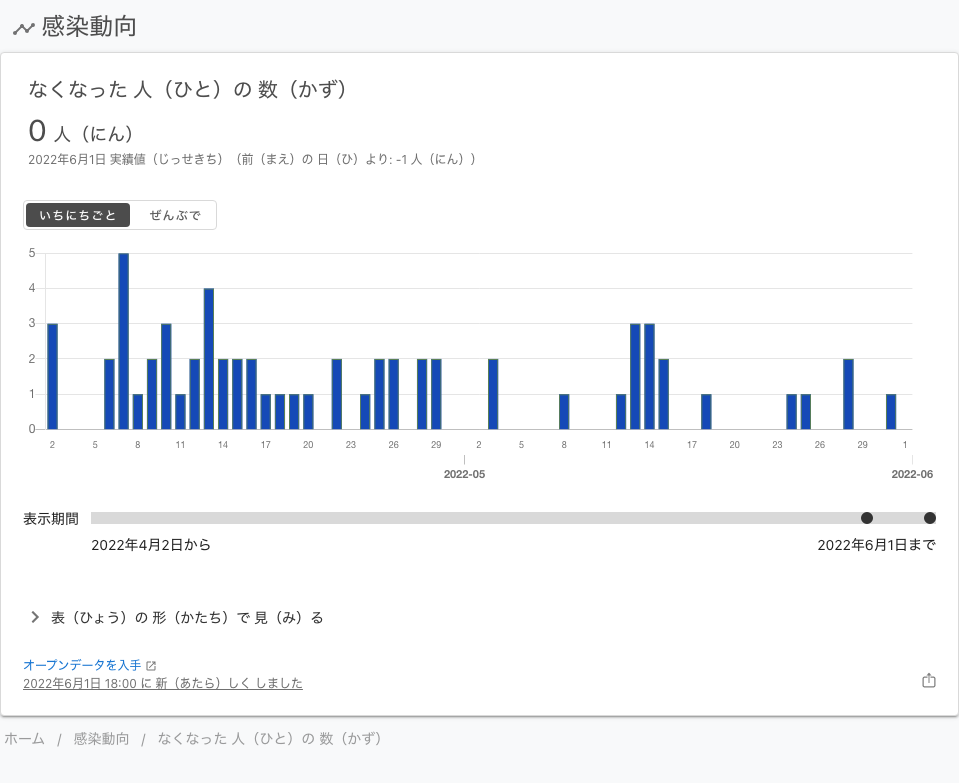 感染動向
なくなった 人（ひと）の 数（かず）
0 人（にん）
2022年6月1日 実績値（じっせきち）（前（まえ）の 日（ひ）より: -1 人（にん））
いちにちごと ぜんぶで
5
4
3
2
1
0
2 5 8 11 14 17 20 23 26 29 2 5 8 11 14 17 20 23 26 29 1
2022-05 2022-06
表示期間
2022年4月2日から 2022年6月1日まで
表（ひょう）の 形（かたち）で 見（み）る
オープンデータを入手
2022年6月1日 18:00 に 新（あたら）しく しました
ホーム / 感染動向 / なくなった 人（ひと）の 数（かず）